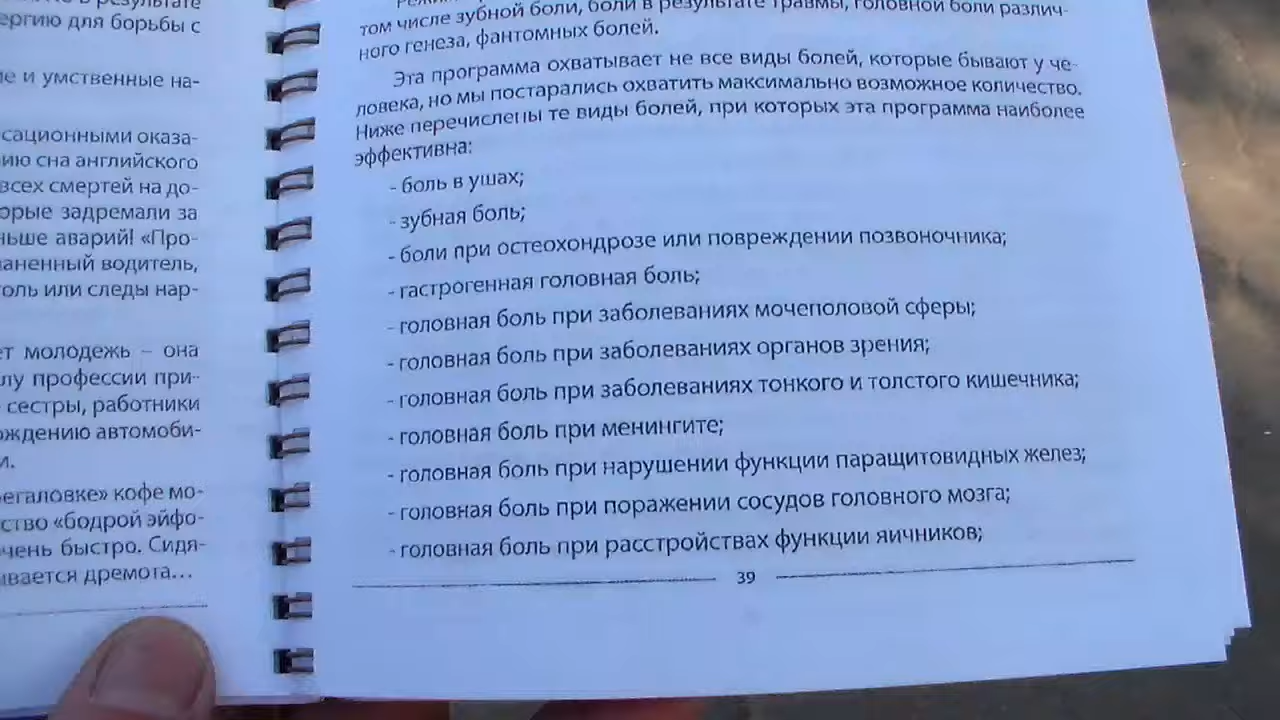 в результате
ергию для борьбы с
ие и умственные на-
сационными оказа-
ию сна английского
всех смертей на до-
орые задремали за
ньше аварий! «Про-
аненный водитель,
оль или следы нар-
ет молодежь – она
лу профессии при-
сестры, работники
ождению автомоби-
и.
егаловке» кофе мо-
ство «бодрой эйфо-
чень быстро. Сидя-
ивается дремота...
том числе зубной боли, боли в результате травмы, головной боли различ-
ного генеза, фантомных болей.
Эта программа охватывает не все виды болей, которые бывают у че-
ловека, но мы постарались охватить максимально возможное количество.
Ниже перечислены те виды болей, при которых эта программа наиболее
эффективна:
- боль в ушах;
- зубная боль;
- боли при остеохондрозе или повреждении позвоночника;
- гастрогенная головная боль;
- головная боль при заболеваниях мочеполовой сферы;
- головная боль при заболеваниях органов зрения;
- головная боль при заболеваниях тонкого и толстого кишечника;
- головная боль при менингите;
- головная боль при нарушении функции паращитовидных желез;
- головная боль при поражении сосудов головного мозга;
- головная боль при расстройствах функции яичников;
39